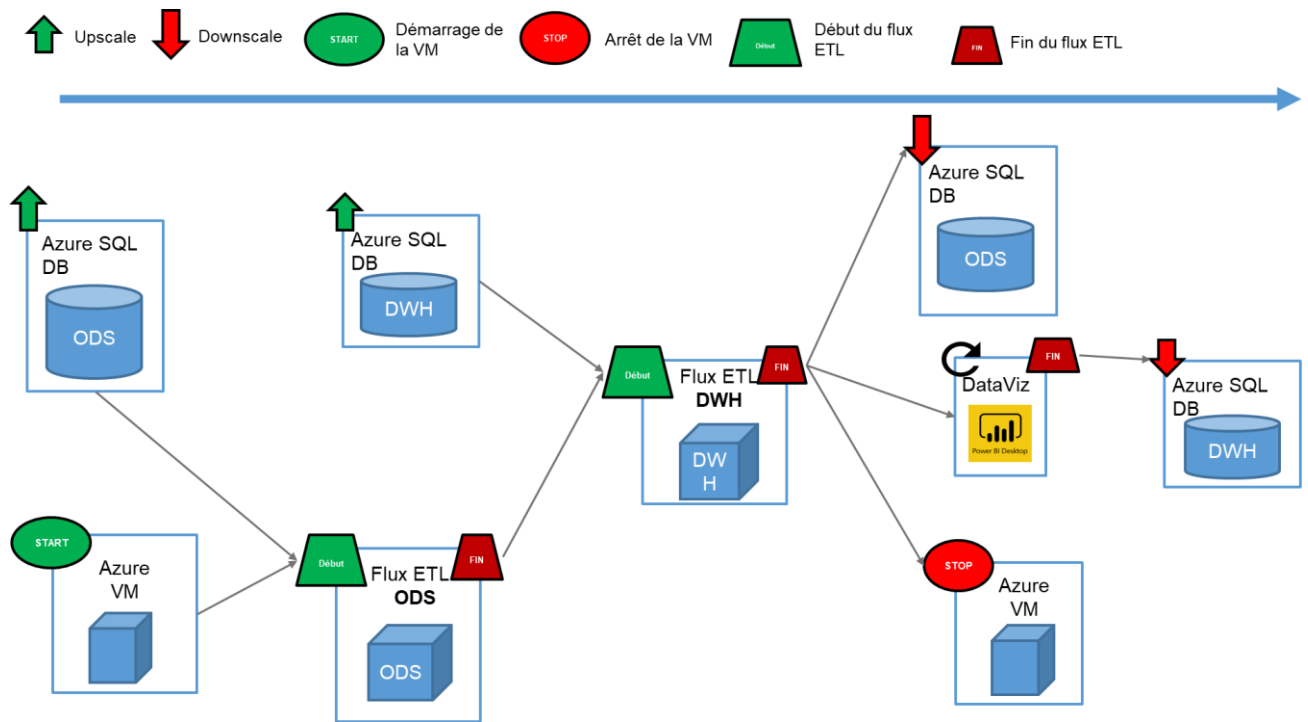 Upscale
Downscale
START
Démarrage de
la VM
STOP
Arrêt de la VM
Début
Début du flux
ETL
FIN
Fin du flux ETL
Azure SQL
DB
ODS
Azure SQL
DB
DWH
Azure SQL
DB
ODS
Début
Flux ETL
DWH
FIN
DW
H
DataViz
FIN
Power BI Desktop
Azure SQL
DB
DWH
START
Azure
VM
Début
Flux ETL
ODS
FIN
ODS
STOP
Azure
VM